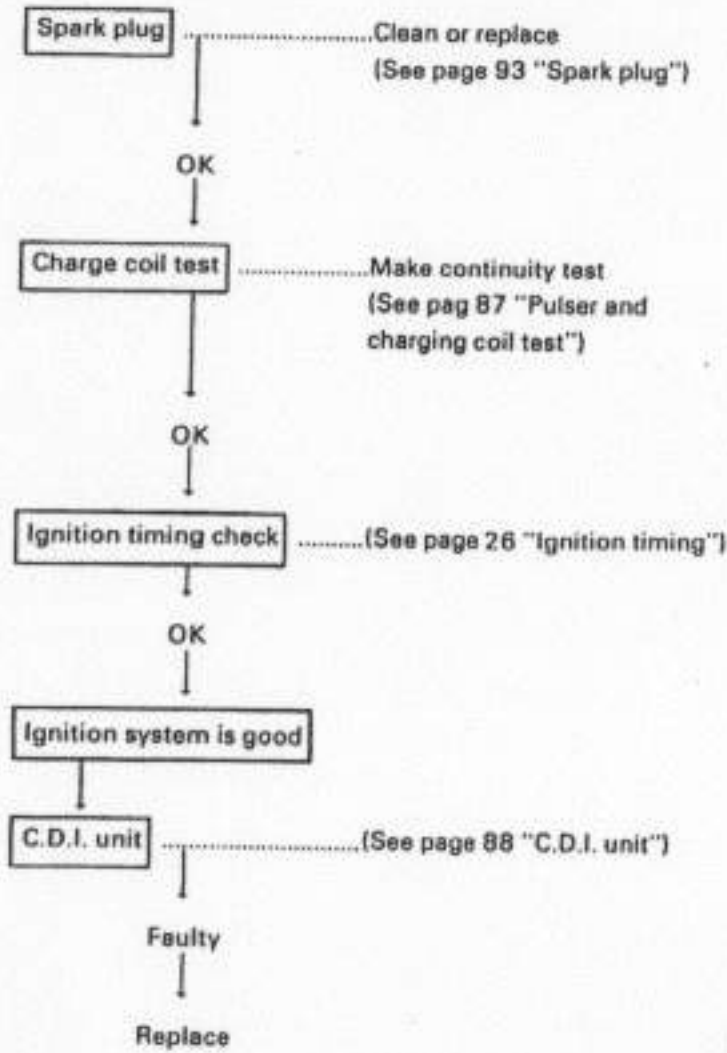 Spark plug ....................Clean or replace
(See page 93 "Spark plug")
OK
Charge coil test ....................Make continuity test
(See pag 87 "Pulser and
charging coil test")
OK
Ignition timing check ..........(See page 26 "Ignition timing")
OK
Ignition system is good
C.D.I. unit ..............................(See page 88 "C.D.I. unit")
Faulty
Replace